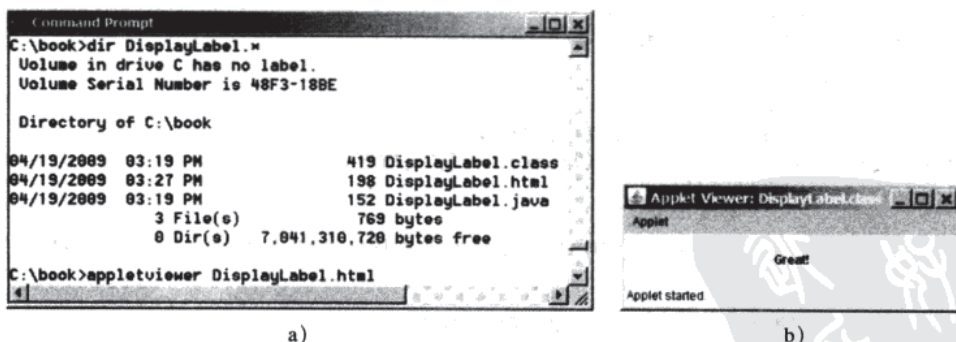 Command Prompt
C:\book>dir DisplayLabel.*
Volume in drive C has no label.
Volume Serial Number is 48F3-18BE
Directory of C:\book
04/19/2009 03:19 PM 419 DisplayLabel.class
04/19/2009 03:27 PM 198 DisplayLabel.html
04/19/2009 03:19 PM 152 DisplayLabel.java
3 File(s) 769 bytes
0 Dir(s) 7,041,310,720 bytes free
C:\book>appletviewer DisplayLabel.html
a)
Applet Viewer: DisplayLabel.class
Applet
Great!
Applet started
b)